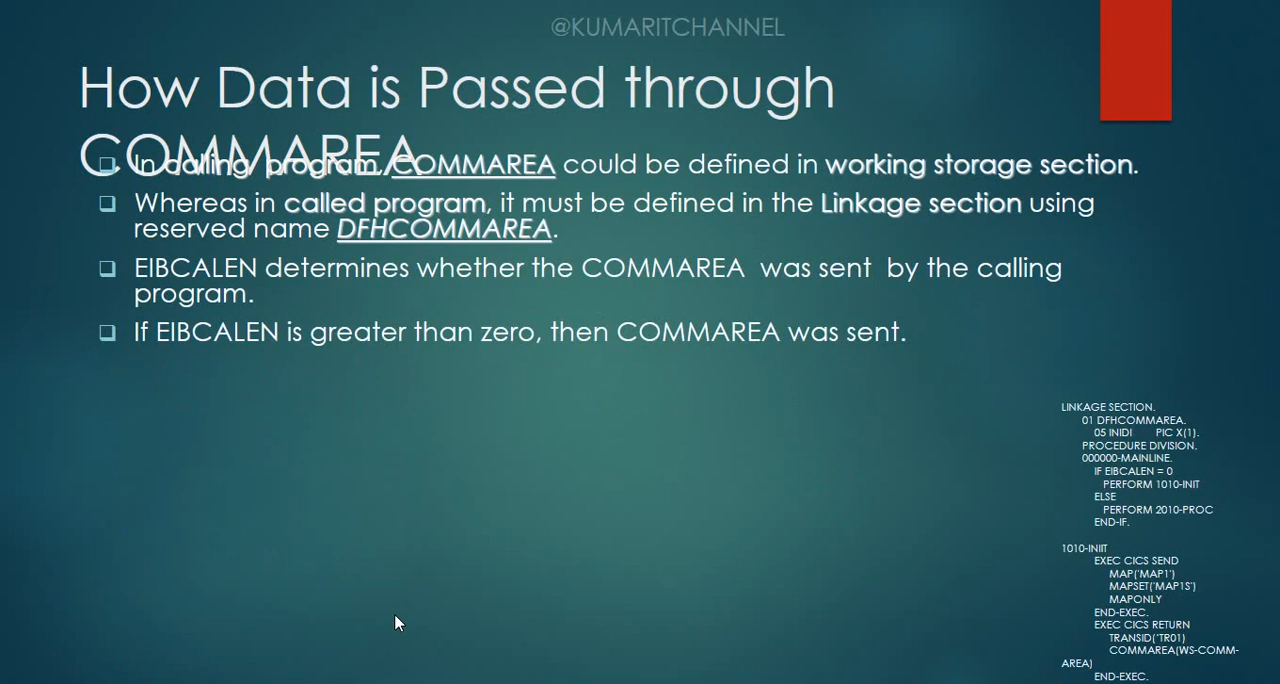 @KUMARITCHANNEL
How Data is Passed through
COMMAREA
In calling program, COMMAREA could be defined in working storage section.
Whereas in called program, it must be defined in the Linkage section using
reserved name DFHCOMMAREA.
EIBCALEN determines whether the COMMAREA was sent by the calling
program.
If EIBCALEN is greater than zero, then COMMAREA was sent.
LINKAGE SECTION.
01 DFHCOMMAREA.
05 INIDI PIC X(1).
PROCEDURE DIVISION.
000000-MAINLINE.
IF EIBCALEN = 0
PERFORM 1010-INIT
ELSE
PERFORM 2010-PROC
END-IF.
1010-INIIT
EXEC CICS SEND
MAP('MAP1')
MAPSET('MAP1S')
MAPONLY
END-EXEC.
EXEC CICS RETURN
TRANSID('TR01)
COMMAREA(WS-COMM-
AREA)
END-EXEC.